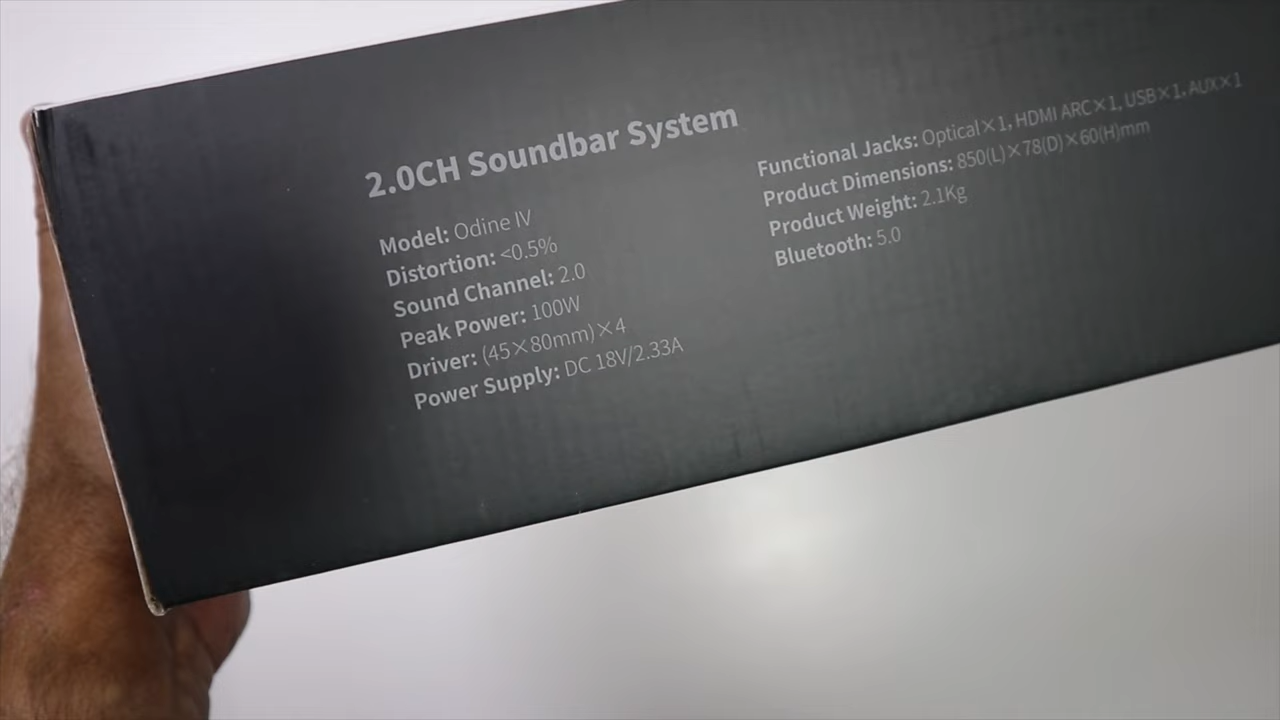 2.0CH Soundbar System
Model: Odine IV
Distortion: <0.5%
Sound Channel: 2.0
Peak Power: 100W
Driver: (45×80mm)×4
Power Supply: DC 18V/2.33A
Functional Jacks: Optical×1, HDMI ARC×1, USB×1, AUX×1
Product Dimensions: 850(L)×78(D)×60(H)mm
Product Weight: 2.1Kg
Bluetooth: 5.0